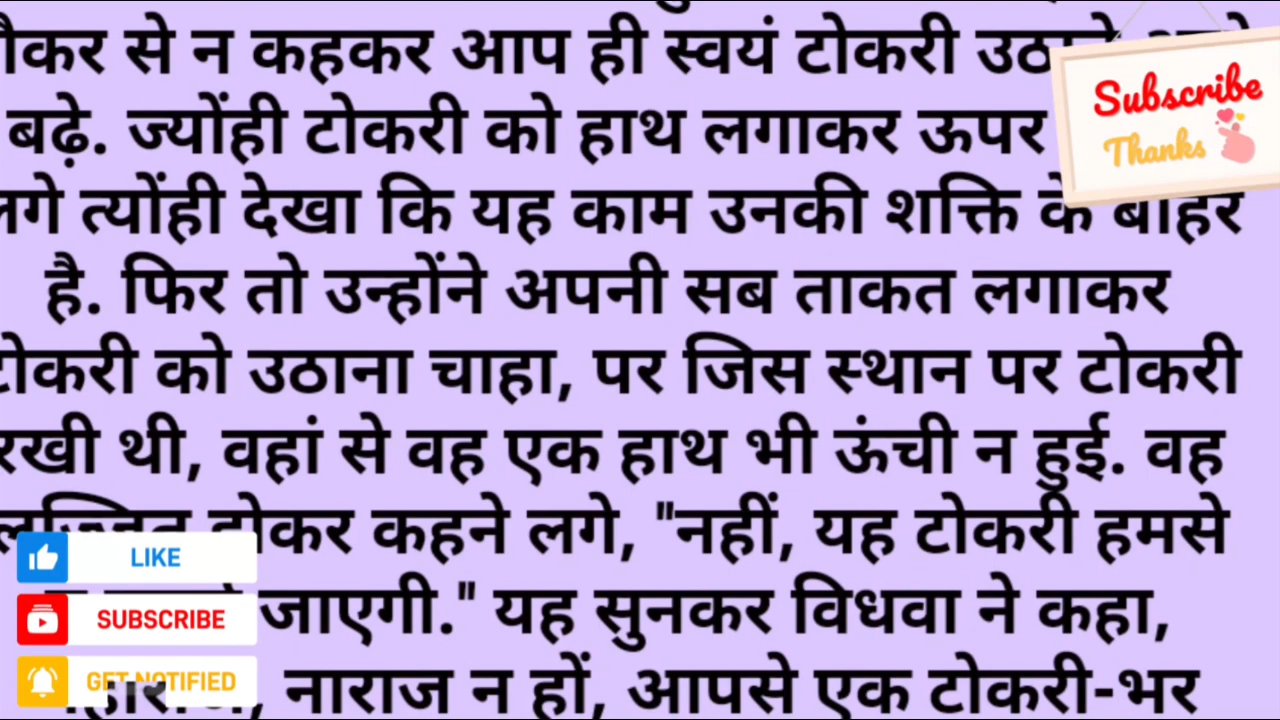 से न कहकर आप ही स्वयं टोकरी
बढ़े. ज्योंही टोकरी को हाथ लगाकर ऊपर
त्योंही देखा कि यह काम उनकी शक्ति के बाहर
है. फिर तो उन्होंने अपनी सब ताकत लगाकर
टोकरी को उठाना चाहा, पर जिस स्थान पर टोकरी
रखी थी, वहां से वह एक हाथ भी ऊंची न हुई. वह
होकर कहने लगे, "नहीं, यह टोकरी हमसे
जाएगी." यह सुनकर विधवा ने कहा,
नाराज न हों, आपसे एक टोकरी-भर
Subscribe
Thanks
LIKE
SUBSCRIBE
GET NOTIFIED